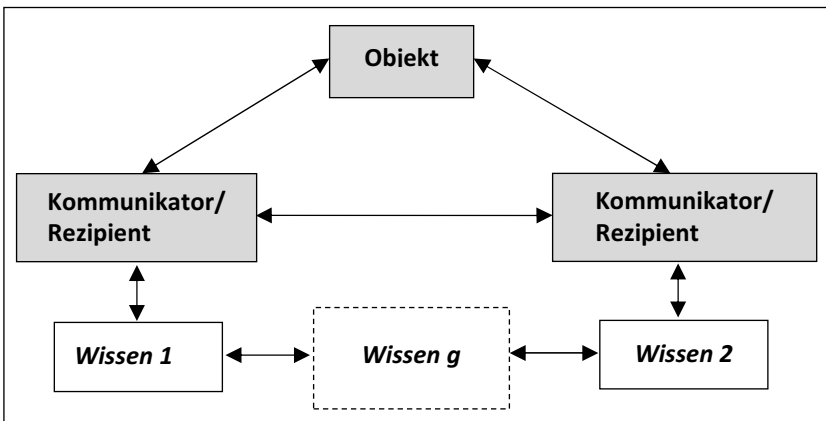 Objekt
Kommunikator/
Rezipient
Kommunikator/
Rezipient
Wissen 1
Wissen g
Wissen 2